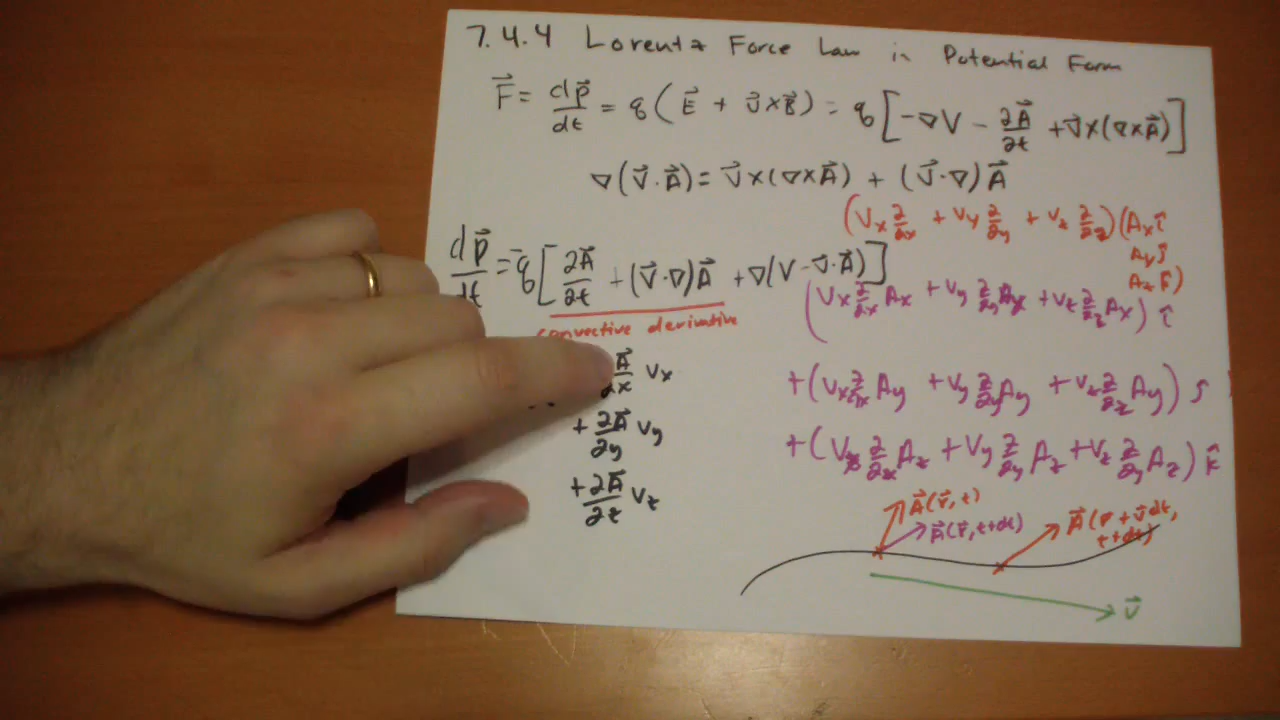 7.4.4 Lorentz Force Law in Potential Form
F⃗ = dp⃗/dt = q(E⃗ + v⃗×B⃗) = q[-∇V - ∂A⃗/∂t + v⃗×(∇×A⃗)]
∇(v⃗·A⃗) = v⃗×(∇×A⃗) + (v⃗·∇)A⃗
(Vx ∂/∂x + Vy ∂/∂y + Vz ∂/∂z)(Ax î
Ay ĵ
Az k̂)
dp⃗/dt = -q[∂A⃗/∂t + (v⃗·∇)A⃗ + ∇(V - v⃗·A⃗)]
convective derivative
(Vx ∂/∂x Ax + Vy ∂/∂y Ax + Vz ∂/∂z Ax) î
A⃗/∂x Vx
+ (Vx ∂/∂x Ay + Vy ∂/∂y Ay + Vz ∂/∂z Ay) ĵ
+ ∂A⃗/∂y Vy
+ (Vx ∂/∂x Az + Vy ∂/∂y Az + Vz ∂/∂y Az) k̂
+ ∂A⃗/∂z Vz
A⃗(r⃗, t)
A⃗(r⃗, t+dt)
A⃗(r⃗ + v⃗dt,
t+dt)
v⃗